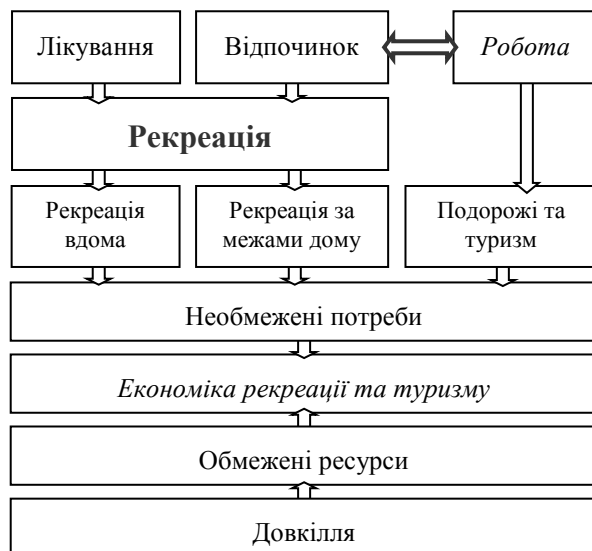 Лікування
Відпочинок
Робота
Рекреація
Рекреація
вдома
Рекреація за
межами дому
Подорожі та
туризм
Необмежені потреби
Економіка рекреації та туризму
Обмежені ресурси
Довкілля